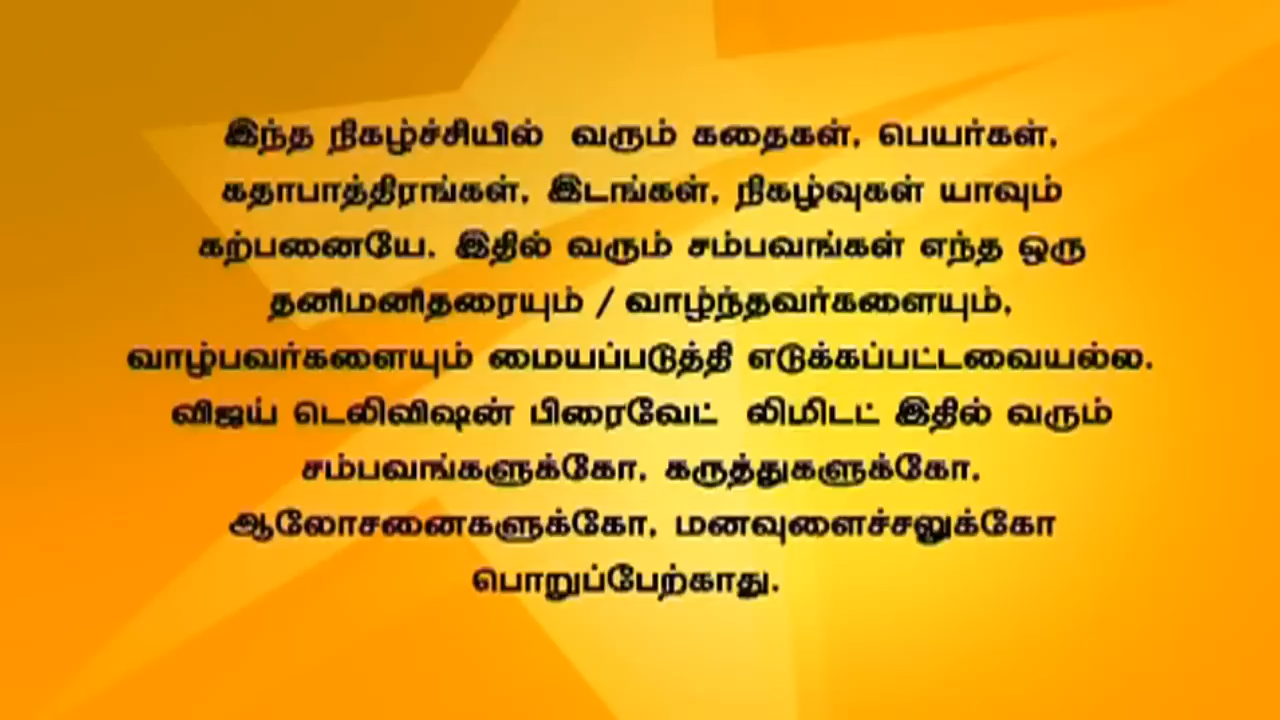 இந்த நிகழ்ச்சியில் வரும் கதைகள், பெயர்கள்,
கதாபாத்திரங்கள், இடங்கள், நிகழ்வுகள் யாவும்
கற்பனையே. இதில் வரும் சம்பவங்கள் எந்த ஒரு
தனிமனிதரையும் / வாழ்ந்தவர்களையும்,
வாழ்பவர்களையும் மையப்படுத்தி எடுக்கப்பட்டவையல்ல.
விஜய் டெலிவிஷன் பிரைவேட் லிமிடட் இதில் வரும்
சம்பவங்களுக்கோ, கருத்துகளுக்கோ,
ஆலோசனைகளுக்கோ, மனவுளைச்சலுக்கோ
பொறுப்பேற்காது.